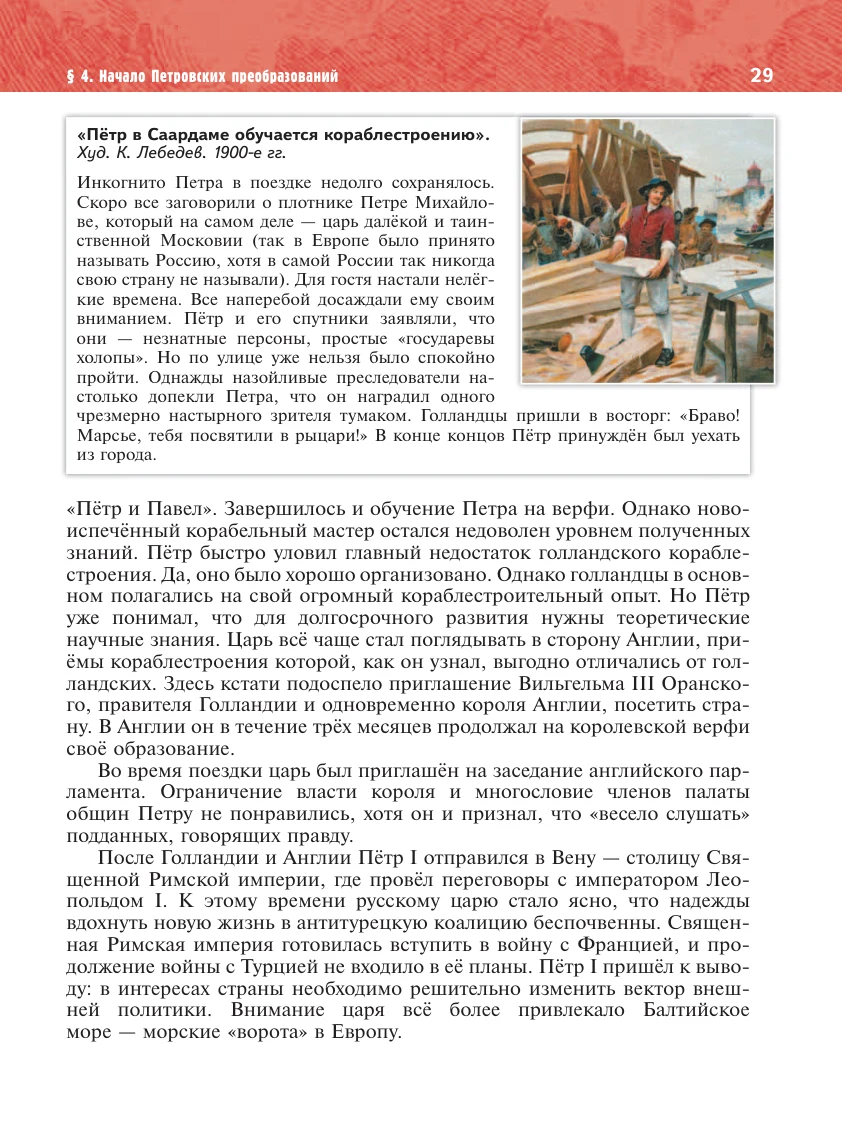 § 4. Начало Петровских преобразований
29
«Пётр в Саардаме обучается кораблестроению».
Худ. К. Лебедев. 1900-е гг.
Инкогнито Петра в поездке недолго сохранялось.
Скоро все заговорили о плотнике Петре Михайло-
ве, который на самом деле — царь далёкой и таин-
ственной Московии (так в Европе было принято
называть Россию, хотя в самой России так никогда
свою страну не называли). Для гостя настали нелёг-
кие времена. Все наперебой досаждали ему своим
вниманием. Пётр и его спутники заявляли, что
они — незнатные персоны, простые «государевы
холопы». Но по улице уже нельзя было спокойно
пройти. Однажды назойливые преследователи на-
столько допекли Петра, что он наградил одного
чрезмерно настырного зрителя тумаком. Голландцы пришли в восторг: «Браво!
Марсье, тебя посвятили в рыцари!» В конце концов Пётр принуждён был уехать
из города.
«Пётр и Павел». Завершилось и обучение Петра на верфи. Однако ново-
испечённый корабельный мастер остался недоволен уровнем полученных
знаний. Пётр быстро уловил главный недостаток голландского корабле-
строения. Да, оно было хорошо организовано. Однако голландцы в основ-
ном полагались на свой огромный кораблестроительный опыт. Но Пётр
уже понимал, что для долгосрочного развития нужны теоретические
научные знания. Царь всё чаще стал поглядывать в сторону Англии, при-
ёмы кораблестроения которой, как он узнал, выгодно отличались от гол-
ландских. Здесь кстати подоспело приглашение Вильгельма III Оранско-
го, правителя Голландии и одновременно короля Англии, посетить стра-
ну. В Англии он в течение трёх месяцев продолжал на королевской верфи
своё образование.
Во время поездки царь был приглашён на заседание английского пар-
ламента. Ограничение власти короля и многословие членов палаты
общин Петру не понравились, хотя он и признал, что «весело слушать»
подданных, говорящих правду.
После Голландии и Англии Пётр I отправился в Вену — столицу Свя-
щенной Римской империи, где провёл переговоры с императором Лео-
польдом I. К этому времени русскому царю стало ясно, что надежды
вдохнуть новую жизнь в антитурецкую коалицию беспочвенны. Священ-
ная Римская империя готовилась вступить в войну с Францией, и про-
должение войны с Турцией не входило в её планы. Пётр I пришёл к выво-
ду: в интересах страны необходимо решительно изменить вектор внеш-
ней политики. Внимание царя всё более привлекало Балтийское
море — морские «ворота» в Европу.